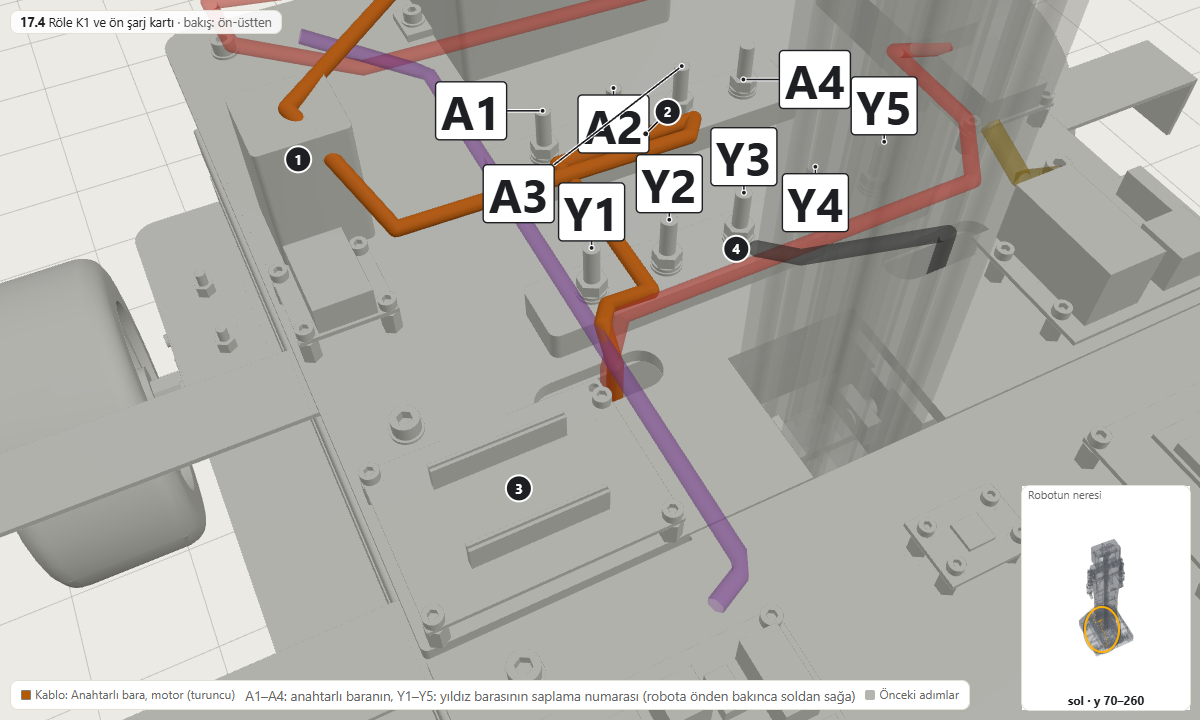 17.4 Röle K1 ve ön şarj kartı · bakış: ön-üstten
A1
A2
2
A4
Y5
1
A3
Y1
Y2
Y3
Y4
4
3
Robotun neresi
sol · y 70–260
Kablo: Anahtarlı bara, motor (turuncu) A1–A4: anahtarlı baranın, Y1–Y5: yıldız barasının saplama numarası (robota önden bakınca soldan sağa) Önceki adımlar